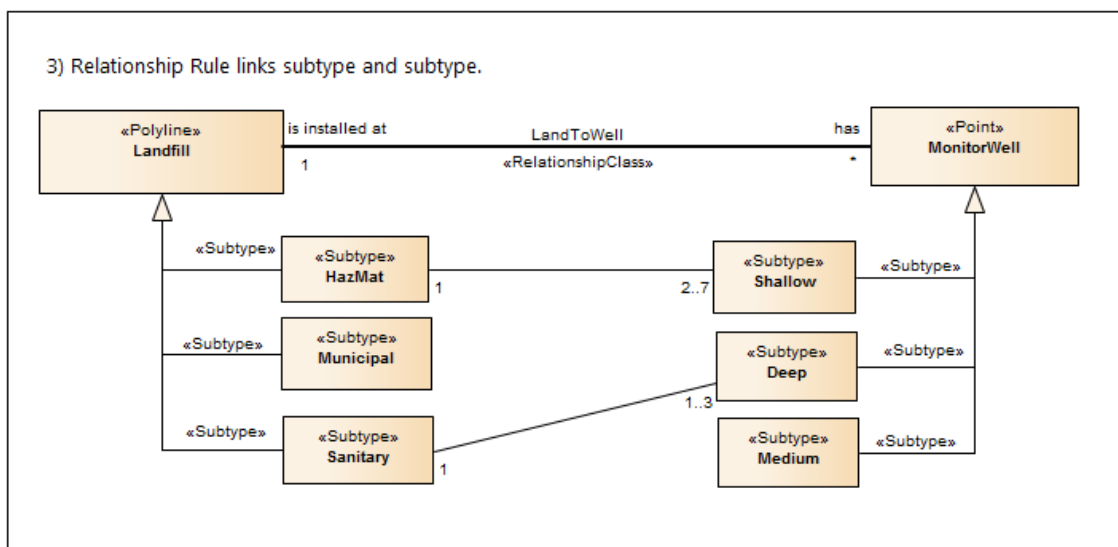 3) Relationship Rule links subtype and subtype.
«Polyline»
Landfill
is installed at
1
LandToWell
«RelationshipClass»
has
*
«Point»
MonitorWell
«Subtype»
«Subtype»
HazMat
1
2..7
«Subtype»
Shallow
«Subtype»
«Subtype»
«Subtype»
Municipal
«Subtype»
Deep
1..3
«Subtype»
«Subtype»
«Subtype»
Sanitary
1
«Subtype»
Medium
«Subtype»